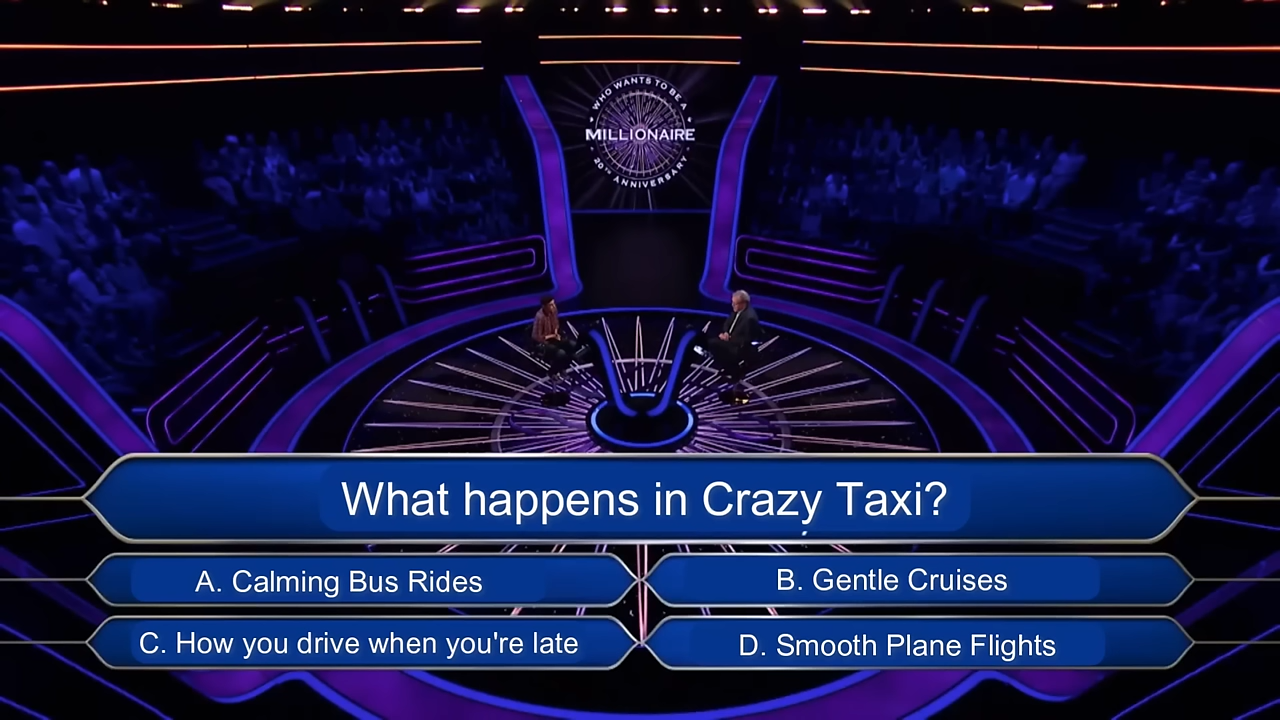 WHO WANTS TO BE A
MILLIONAIRE
20TH ANNIVERSARY
What happens in Crazy Taxi?
A. Calming Bus Rides
B. Gentle Cruises
C. How you drive when you're late
D. Smooth Plane Flights